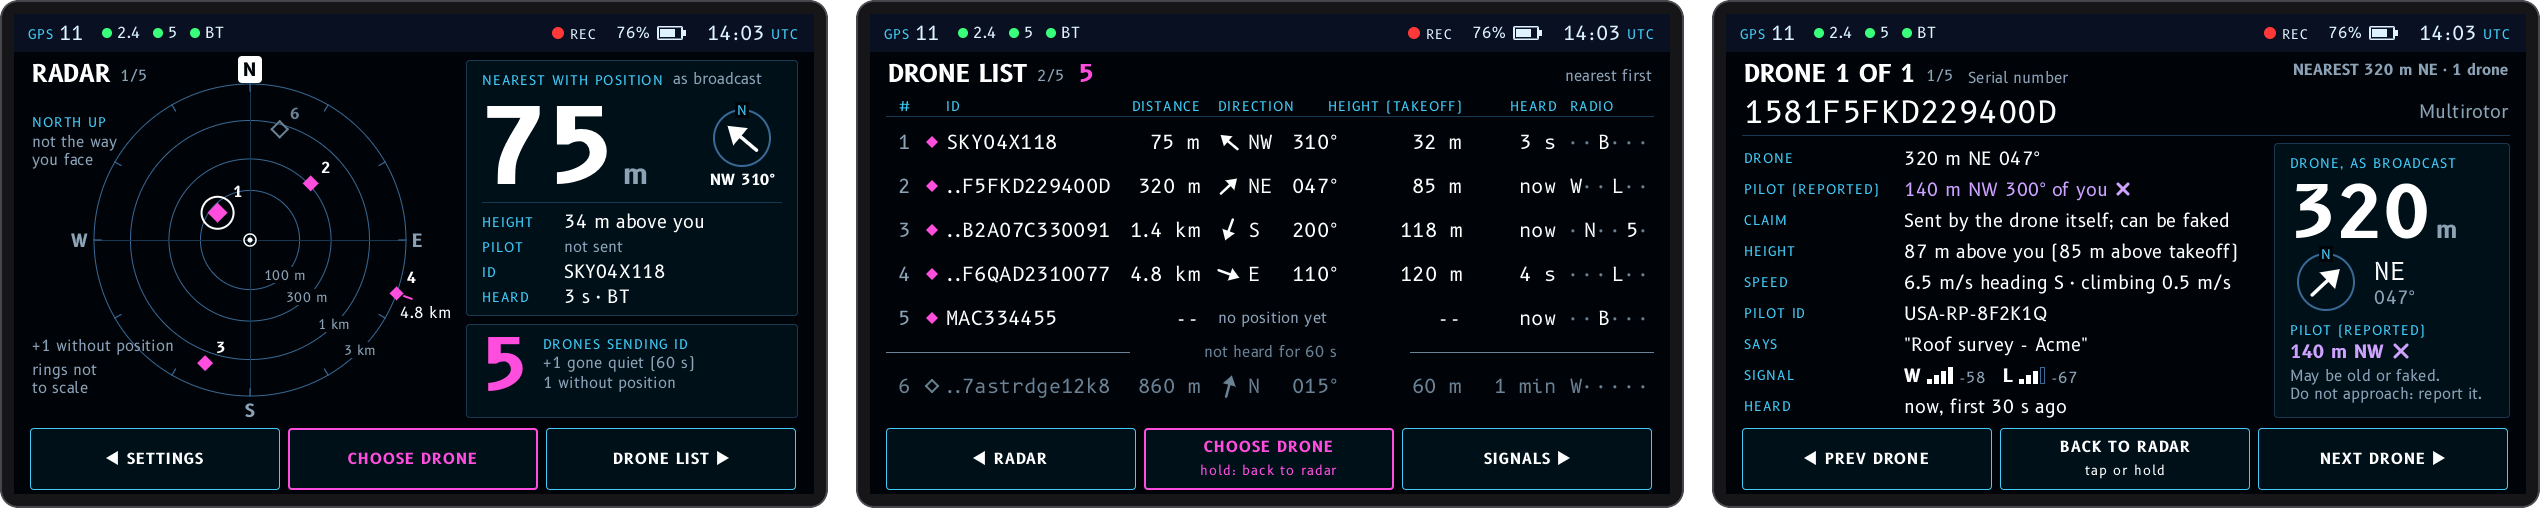 GPS 11 2.4 5 BT REC 76% 14:03 UTC
RADAR 1/5
N
NORTH UP
not the way
you face
6
2
1
W
E
100 m
300 m
1 km
3 km
4
4.8 km
3
+1 without position
rings not
to scale
S
NEAREST WITH POSITION as broadcast
75 m
N
NW 310°
HEIGHT 34 m above you
PILOT not sent
ID SKY04X118
HEARD 3 s · BT
5
DRONES SENDING ID
+1 gone quiet (60 s)
1 without position
◀ SETTINGS
CHOOSE DRONE
DRONE LIST ▶
GPS 11 2.4 5 BT REC 76% 14:03 UTC
DRONE LIST 2/5 5 nearest first
# ID DISTANCE DIRECTION HEIGHT (TAKEOFF) HEARD RADIO
1 SKY04X118 75 m NW 310° 32 m 3 s ··B···
2 ..F5FKD229400D 320 m NE 047° 85 m now W··L··
3 ..B2A07C330091 1.4 km S 200° 118 m now ·N··5·
4 ..F6QAD2310077 4.8 km E 110° 120 m 4 s ···L··
5 MAC334455 -- no position yet -- now ··B···
not heard for 60 s
6 ..7astrdge12k8 860 m N 015° 60 m 1 min W·····
◀ RADAR
CHOOSE DRONE
hold: back to radar
SIGNALS ▶
GPS 11 2.4 5 BT REC 76% 14:03 UTC
DRONE 1 OF 1 1/5 Serial number NEAREST 320 m NE · 1 drone
1581F5FKD229400D Multirotor
DRONE 320 m NE 047°
PILOT (REPORTED) 140 m NW 300° of you ✕
CLAIM Sent by the drone itself; can be faked
HEIGHT 87 m above you (85 m above takeoff)
SPEED 6.5 m/s heading S · climbing 0.5 m/s
PILOT ID USA-RP-8F2K1Q
SAYS "Roof survey - Acme"
SIGNAL W -58 L -67
HEARD now, first 30 s ago
DRONE, AS BROADCAST
320 m
N
NE
047°
PILOT (REPORTED)
140 m NW ✕
May be old or faked.
Do not approach: report it.
◀ PREV DRONE
BACK TO RADAR
tap or hold
NEXT DRONE ▶